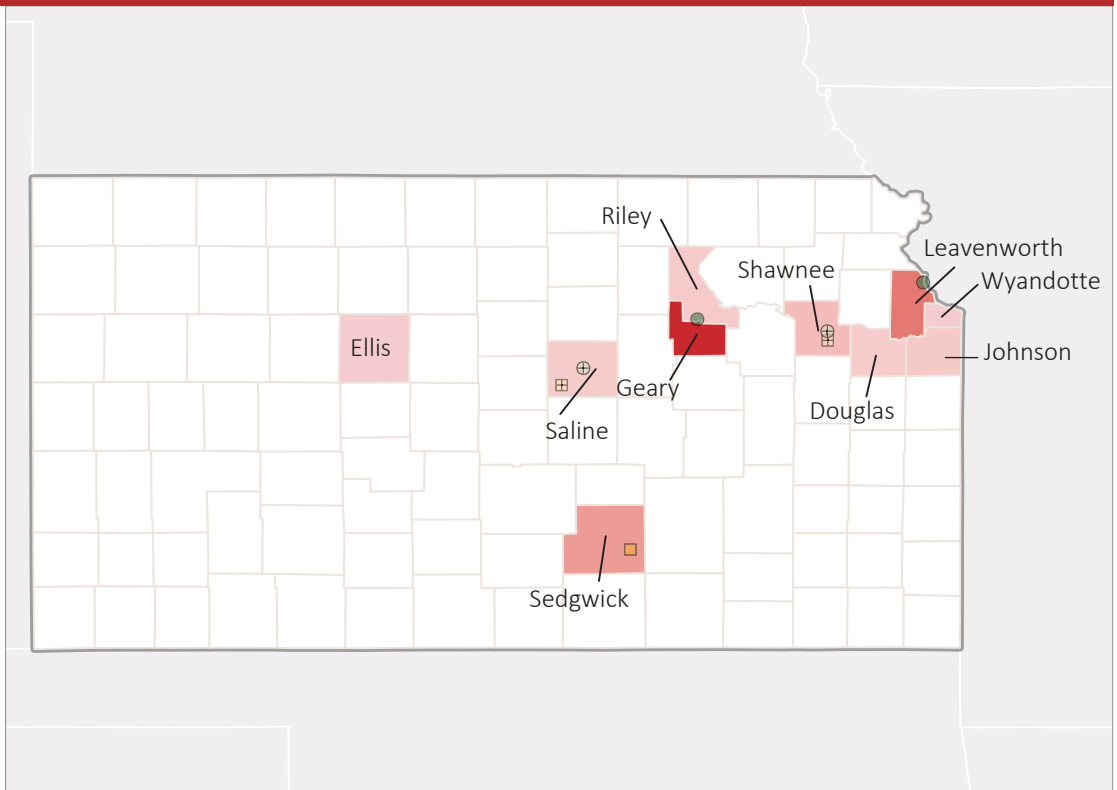 Riley
Shawnee
Leavenworth
Wyandotte
Ellis
Johnson
Geary
Douglas
Saline
Sedgwick